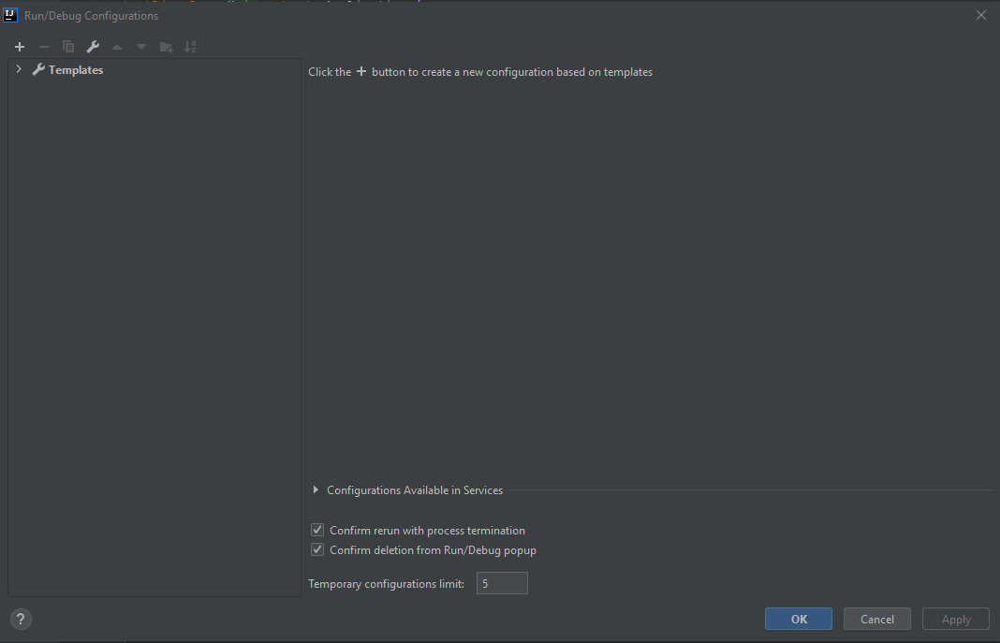 IJ
Run/Debug Configurations
Templates
Click the + button to create a new configuration based on templates
Configurations Available in Services
Confirm rerun with process termination
Confirm deletion from Run/Debug popup
Temporary configurations limit: 5
? OK Cancel Apply